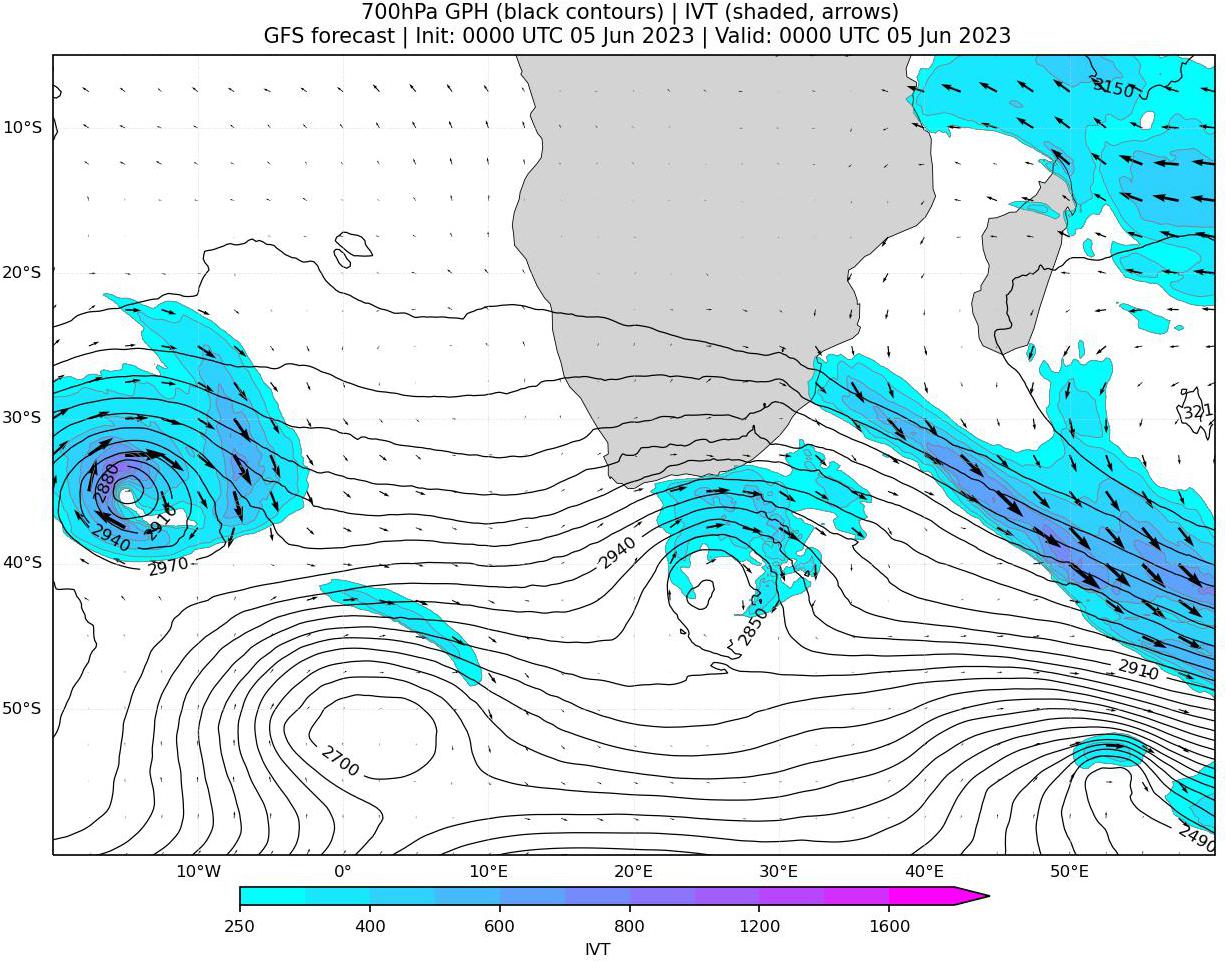 700hPa GPH (black contours) | IVT (shaded, arrows)
GFS forecast | Init: 0000 UTC 05 Jun 2023 | Valid: 0000 UTC 05 Jun 2023
3150
10°S
20°S
30°S
321
2880
2910
2940
2970
2940
40°S
2850
2910
50°S
2700
2490
10°W 0° 10°E 20°E 30°E 40°E 50°E
250 400 600 800 1200 1600
IVT